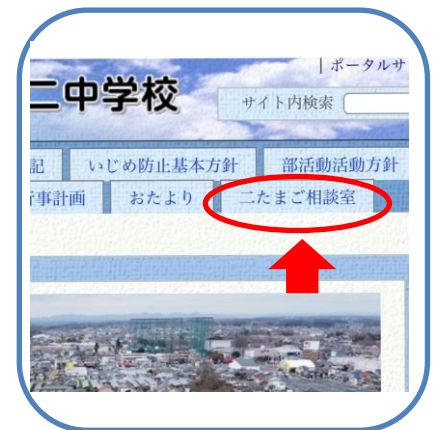 | ポータルサ
二中学校
サイト内検索
記 いじめ防止基本方針 部活動活動方針
事計画 おたより 二たまご相談室